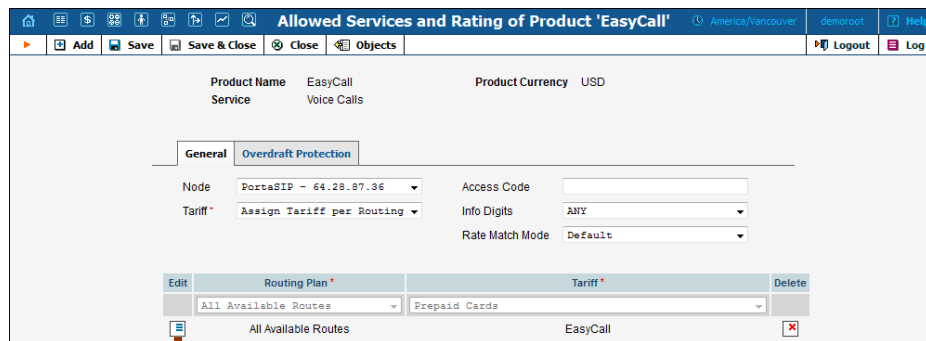 Allowed Services and Rating of Product 'EasyCall' America/Vancouver demoroot ? Help
Add Save Save & Close Close Objects Logout Log
Product Name EasyCall Product Currency USD
Service Voice Calls
General Overdraft Protection
Node PortaSIP - 64.28.87.36 Access Code
Tariff * Assign Tariff per Routing Info Digits ANY
Rate Match Mode Default
Edit Routing Plan * Tariff * Delete
All Available Routes Prepaid Cards
All Available Routes EasyCall